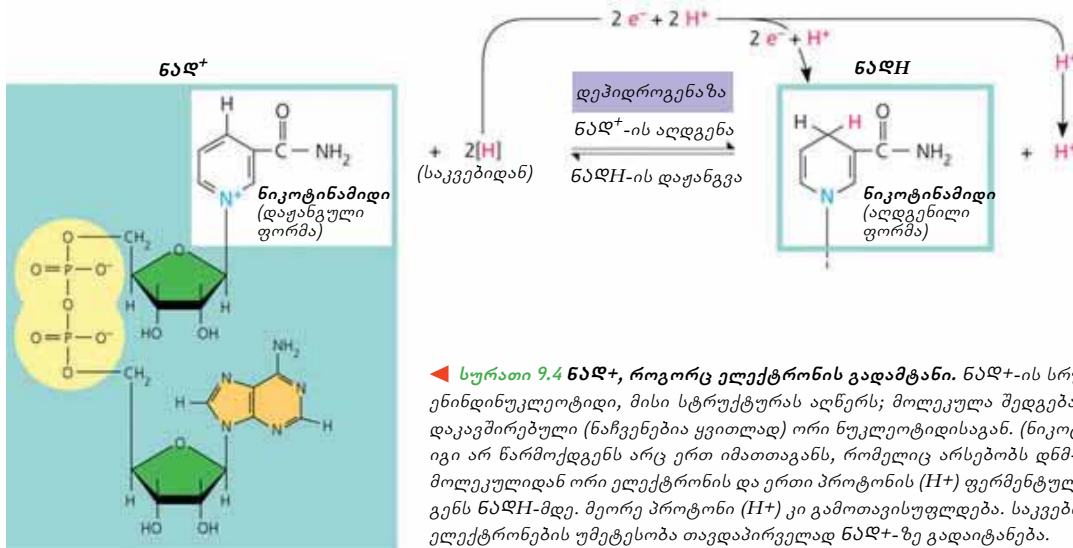 2 e⁻ + 2 H⁺
2 e⁻ + H⁺
H⁺
ნად⁺
ნადH
დეჰიდროგენაზა
H
O
C
NH₂
N⁺
ნიკოტინამიდი
(დაჟანგული
ფორმა)
+ 2[H]
(საკვებიდან)
ნად⁺-ის აღდგენა
ნადH-ის დაჟანგვა
H H
O
C
NH₂
N
ნიკოტინამიდი
(აღდგენილი
ფორმა)
+ H⁺
O
CH₂
O
O=P–O⁻
H
H
O
HO OH
O=P–O⁻
O
CH₂
NH₂
N
N
H
N
N
H
O
H
H
HO OH
◀ სურათი 9.4 ნად+, როგორც ელექტრონის გადამტანი. ნად+-ის სრუ
ენინდინუკლეოტიდი, მისი სტრუქტურას აღწერს; მოლეკულა შედგება
დაკავშირებული (ნაჩვენებია ყვითლად) ორი ნუკლეოტიდისაგან. (ნიკოტ
იგი არ წარმოქდგენს არც ერთ იმათთაგანს, რომელიც არსებობს დნმ-
მოლეკულიდან ორი ელექტრონის და ერთი პროტონის (H+) ფერმენტულ
გენს ნადH-მდე. მეორე პროტონი (H+) კი გამოთავისუფლდება. საკვები
ელექტრონების უმეტესობა თავდაპირველად ნად+-ზე გადაიტანება.